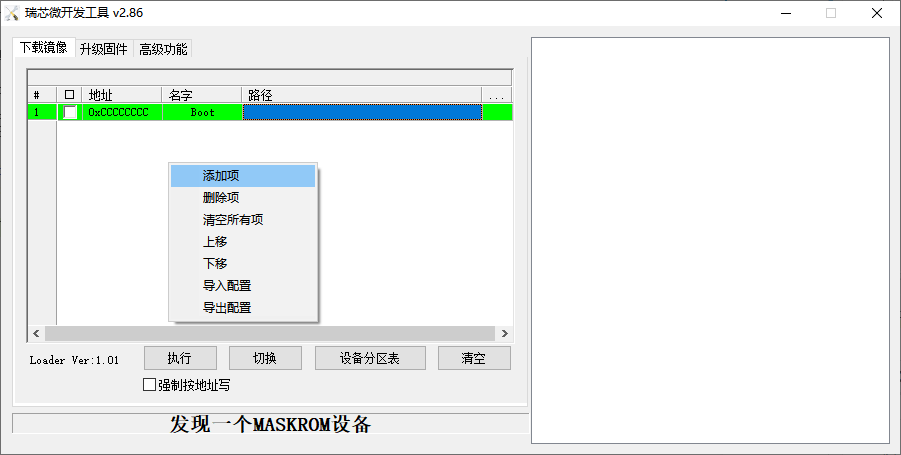 瑞芯微开发工具 v2.86
下载镜像 升级固件 高级功能
# 地址 名字 路径 ...
1 0xCCCCCCCC Boot
添加项
删除项
清空所有项
上移
下移
导入配置
导出配置
Loader Ver:1.01 执行 切换 设备分区表 清空
强制按地址写
发现一个MASKROM设备